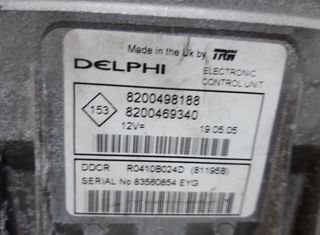 Made in the Uk by TRW
DELPHI ELECTRONIC CONTROL UNIT
153
8200498188
8200469340
12V= 19.05.05
DDCR R0410B024D (81195B)
SERIAL No 83560854 EYG